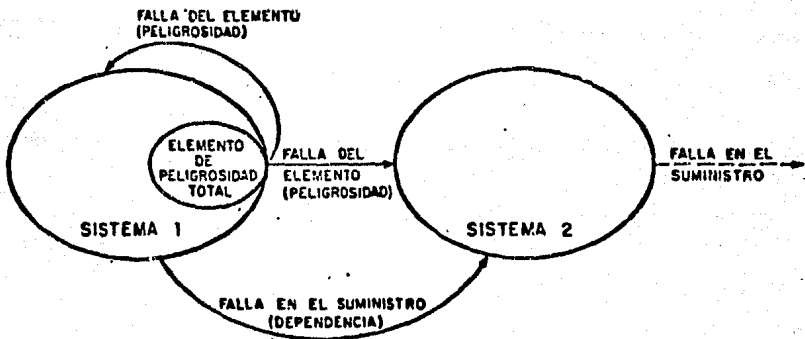 FALLA DEL ELEMENTO
(PELIGROSIDAD)
ELEMENTO
DE
PELIGROSIDAD
TOTAL
SISTEMA 1
FALLA DEL
ELEMENTO
(PELIGROSIDAD)
SISTEMA 2
FALLA EN EL
SUMINISTRO
FALLA EN EL SUMINISTRO
(DEPENDENCIA)